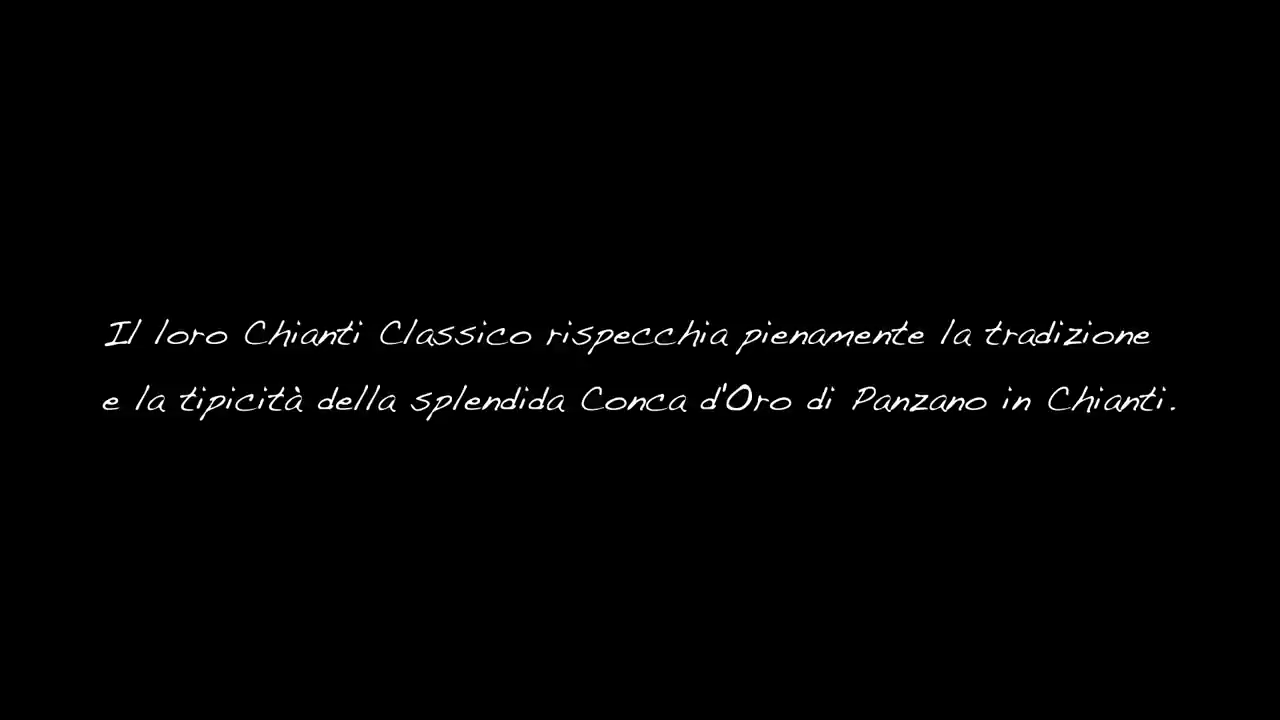 Il loro Chianti Classico rispecchia pienamente la tradizione
e la tipicità della splendida Conca d'Oro di Panzano in Chianti.